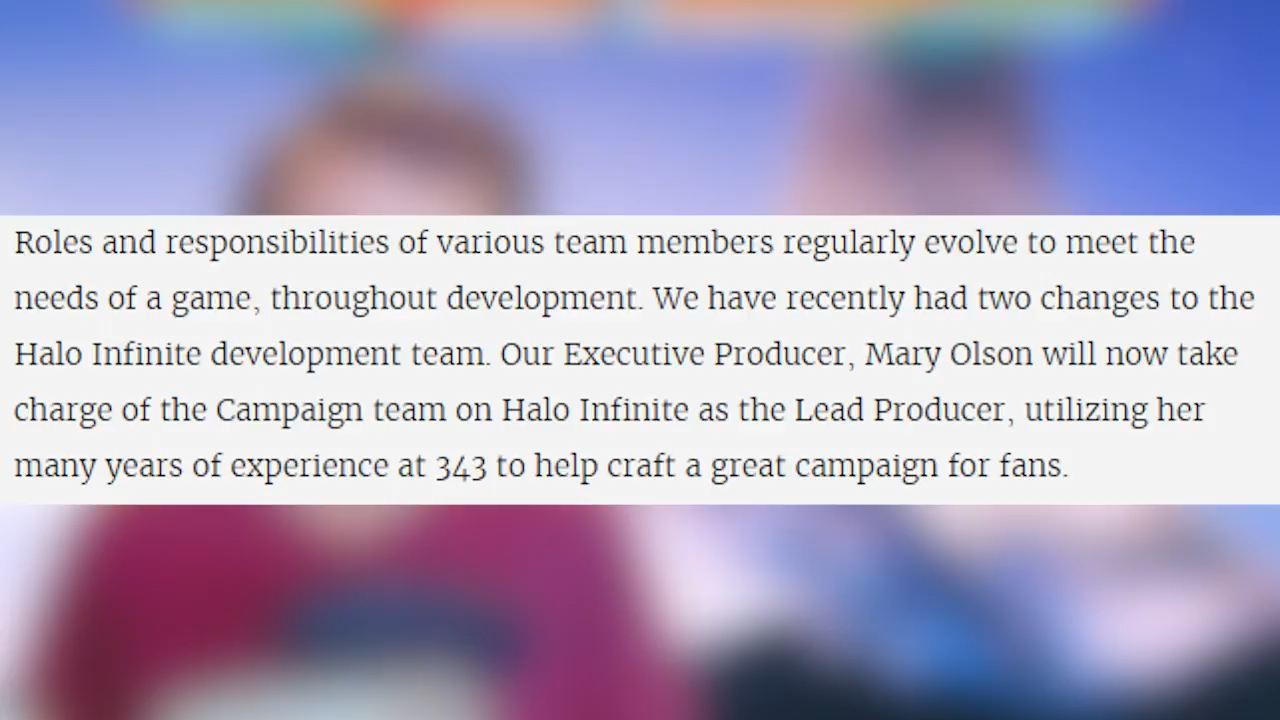 Roles and responsibilities of various team members regularly evolve to meet the
needs of a game, throughout development. We have recently had two changes to the
Halo Infinite development team. Our Executive Producer, Mary Olson will now take
charge of the Campaign team on Halo Infinite as the Lead Producer, utilizing her
many years of experience at 343 to help craft a great campaign for fans.